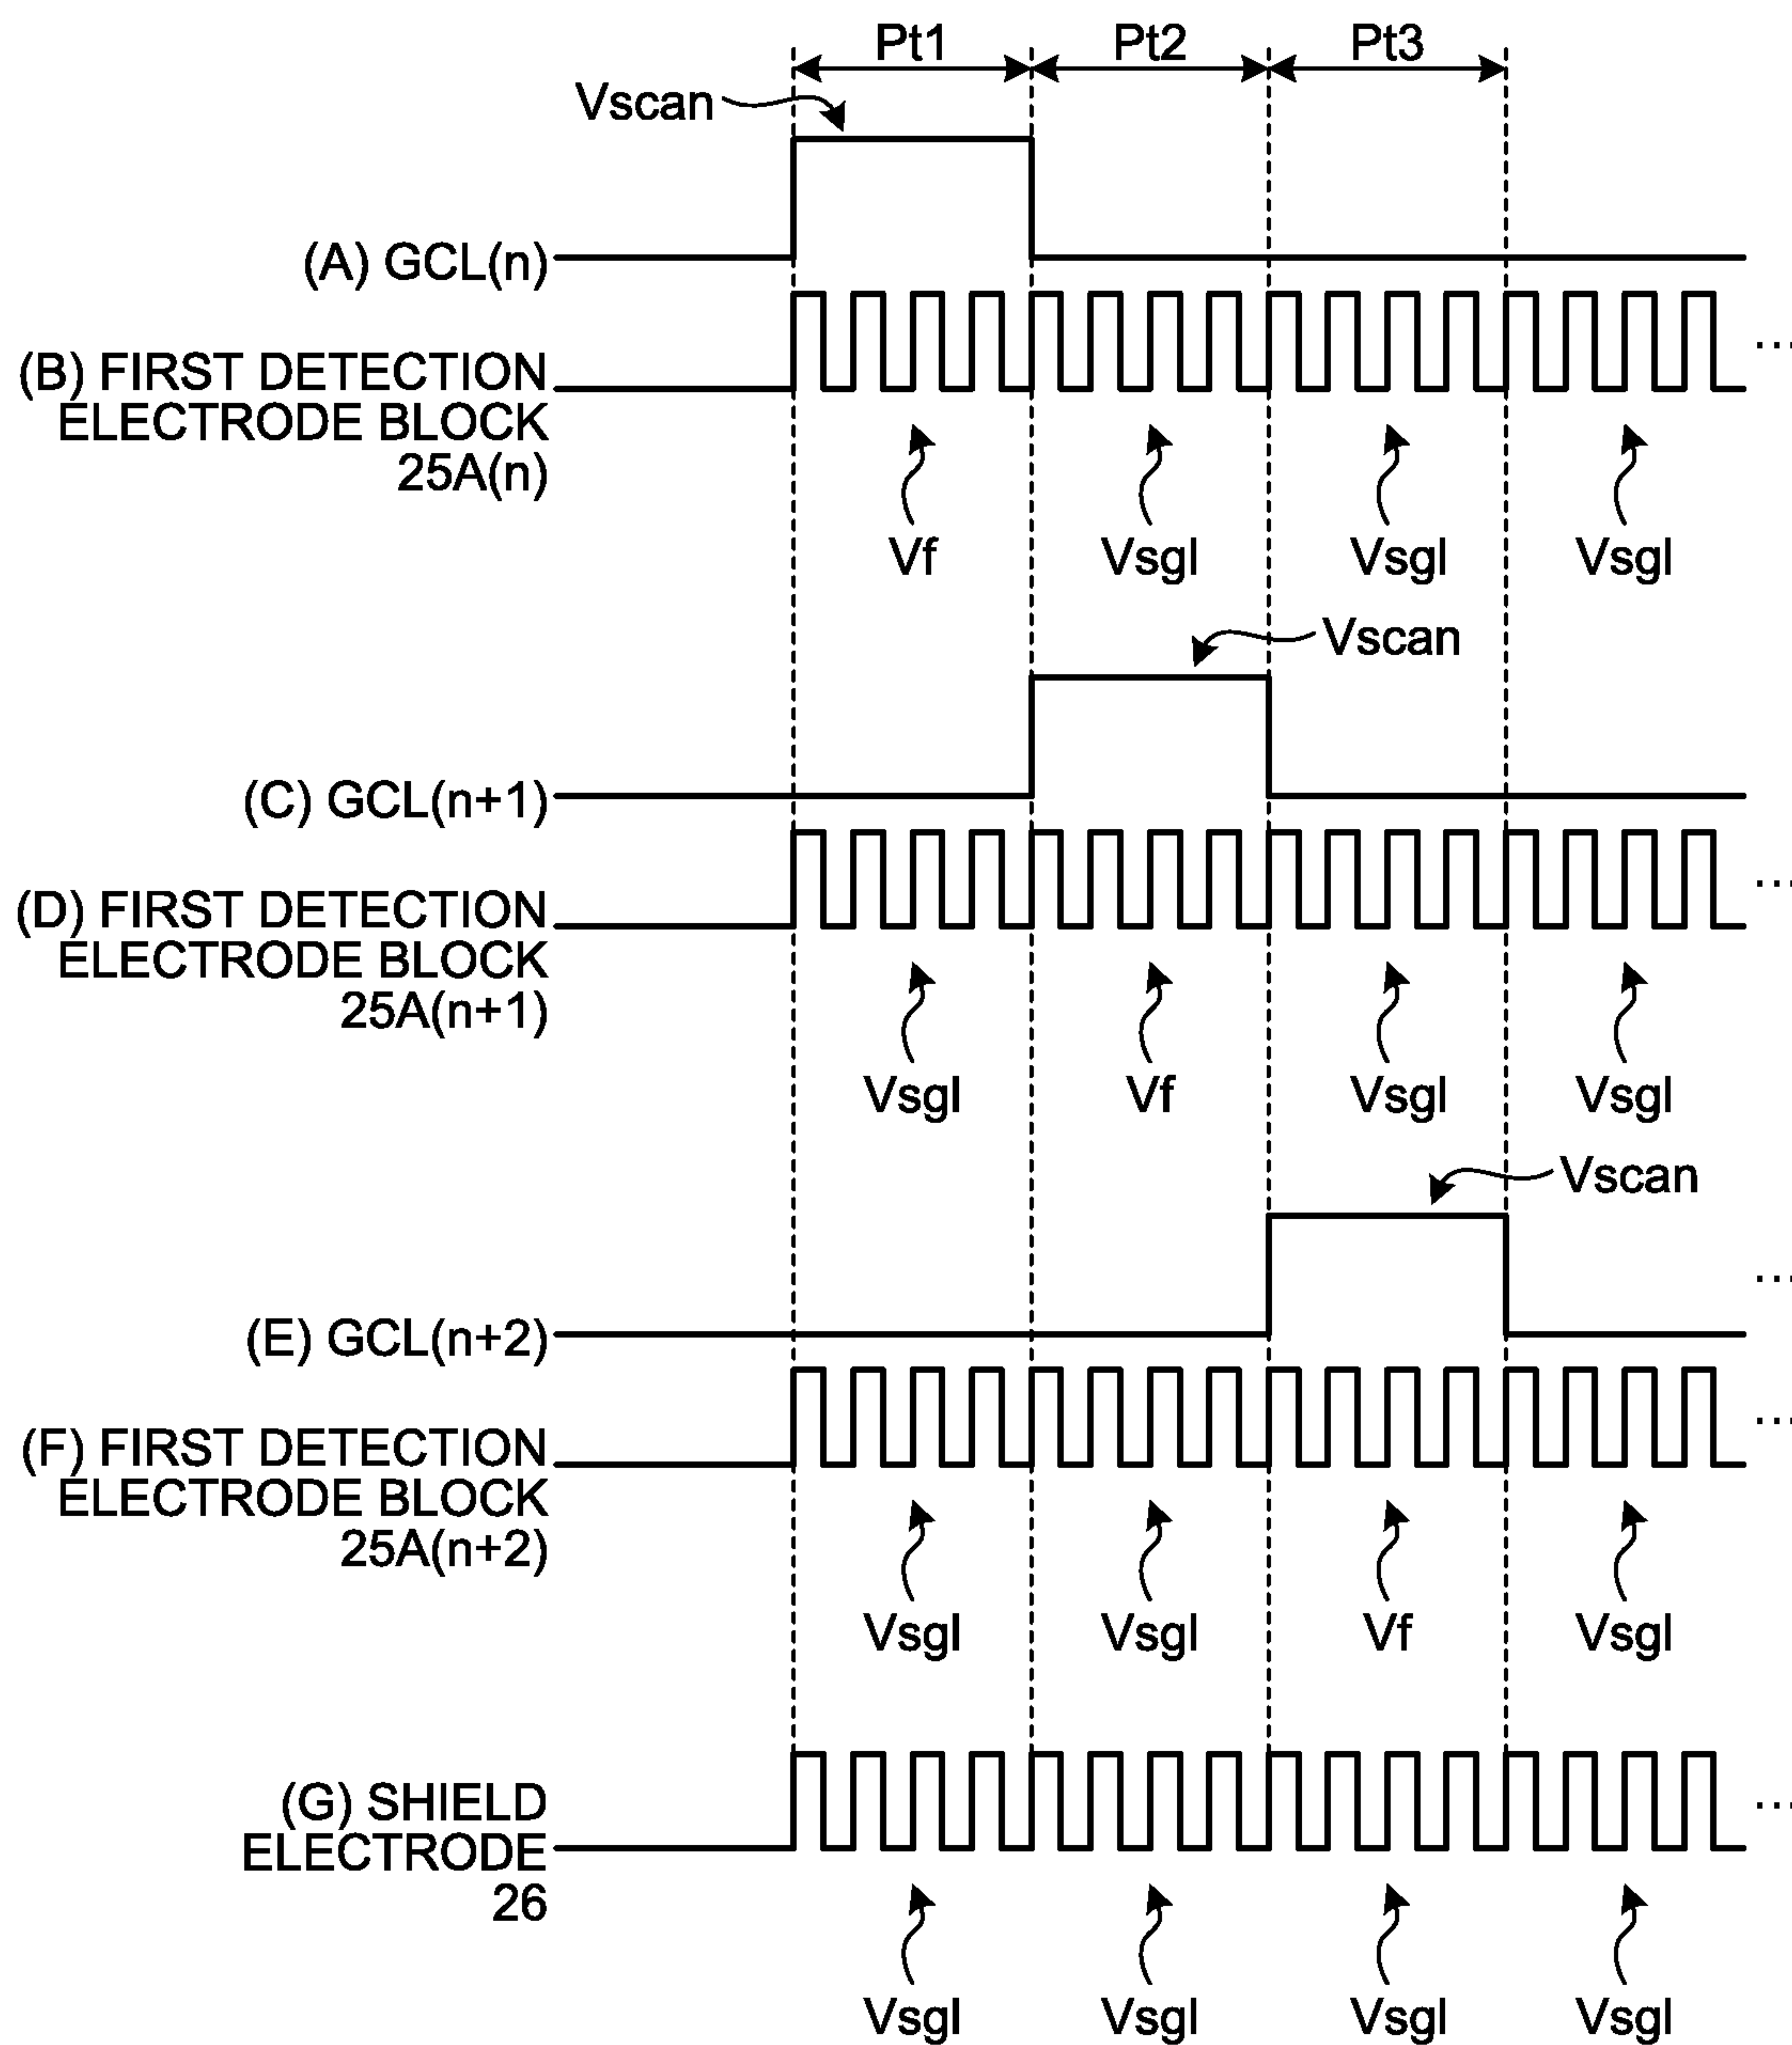 Pt1 Pt2 Pt3
Vscan
(A) GCL(n)
(B) FIRST DETECTION
ELECTRODE BLOCK
25A(n)
...
Vf Vsgl Vsgl Vsgl
Vscan
(C) GCL(n+1)
(D) FIRST DETECTION
ELECTRODE BLOCK
25A(n+1)
...
Vsgl Vf Vsgl Vsgl
Vscan
...
(E) GCL(n+2)
(F) FIRST DETECTION
ELECTRODE BLOCK
25A(n+2)
...
Vsgl Vsgl Vf Vsgl
(G) SHIELD
ELECTRODE
26
...
Vsgl Vsgl Vsgl Vsgl